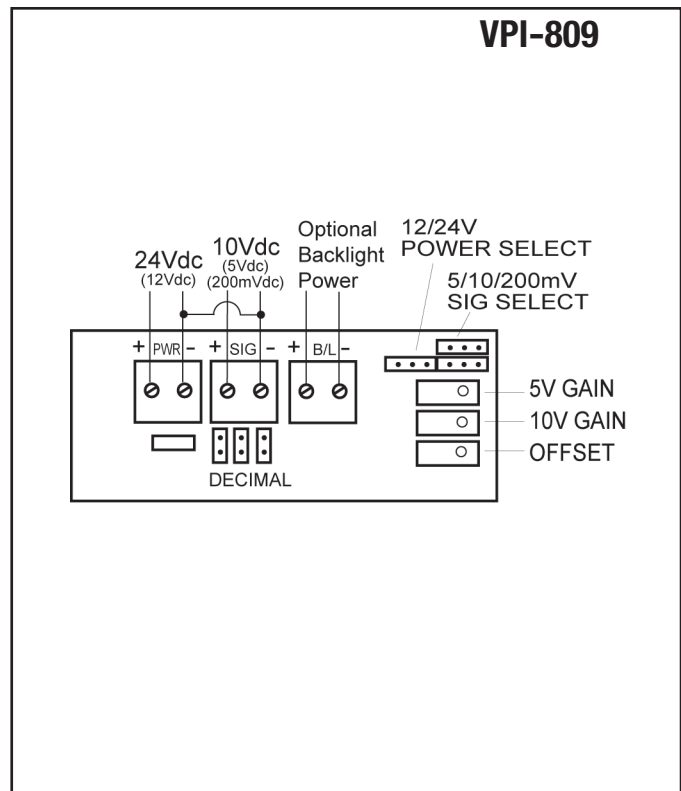 VPI-809
24Vdc
(12Vdc)
10Vdc
(5Vdc)
(200mVdc)
Optional
Backlight
Power
12/24V
POWER SELECT
5/10/200mV
SIG SELECT
+ PWR - + SIG - + B/L -
5V GAIN
10V GAIN
OFFSET
DECIMAL